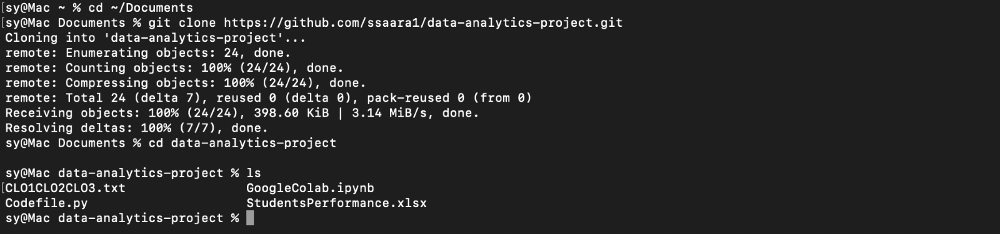 [sy@Mac ~ % cd ~/Documents
[sy@Mac Documents % git clone https://github.com/ssaara1/data-analytics-project.git
Cloning into 'data-analytics-project'...
remote: Enumerating objects: 24, done.
remote: Counting objects: 100% (24/24), done.
remote: Compressing objects: 100% (24/24), done.
remote: Total 24 (delta 7), reused 0 (delta 0), pack-reused 0 (from 0)
Receiving objects: 100% (24/24), 398.60 KiB | 3.14 MiB/s, done.
Resolving deltas: 100% (7/7), done.
sy@Mac Documents % cd data-analytics-project
sy@Mac data-analytics-project % ls
[CLO1CLO2CLO3.txt GoogleColab.ipynb
Codefile.py StudentsPerformance.xlsx
sy@Mac data-analytics-project %